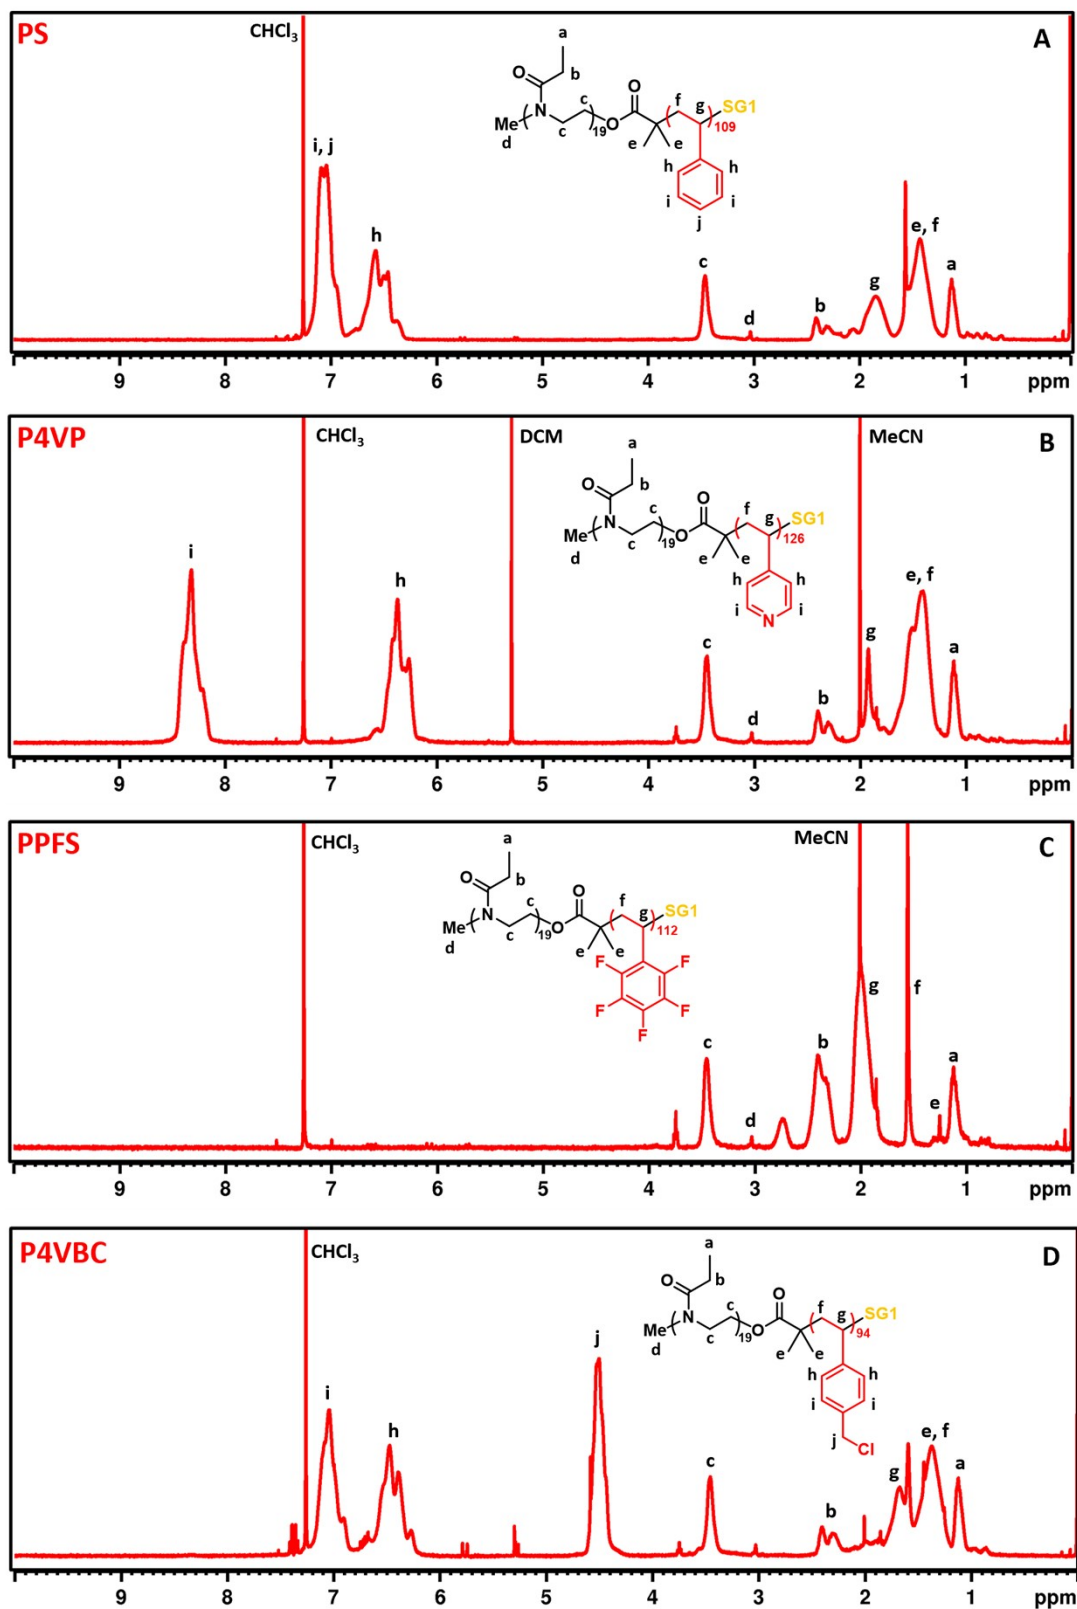 PS
CHCl3
A
a
O
b
c
N
Me
d
c
19
O
O
f
g
SG1
109
e
e
h
h
i
i
j
i, j
h
c
d
b
g
e, f
a
9 8 7 6 5 4 3 2 1 ppm
P4VP
CHCl3
DCM
MeCN
B
a
O
b
c
N
Me
d
c
19
O
O
f
g
SG1
126
e
e
h
h
i
i
N
i
h
c
d
b
g
e, f
a
9 8 7 6 5 4 3 2 1 ppm
PPFS
CHCl3
MeCN
C
a
O
b
c
N
Me
d
c
19
O
O
f
g
SG1
112
e
e
F
F
F
F
F
c
d
b
g
f
e
a
9 8 7 6 5 4 3 2 1 ppm
P4VBC
CHCl3
D
a
O
b
c
N
Me
d
c
19
O
O
f
g
SG1
94
e
e
h
h
i
i
j
Cl
i
h
j
c
b
g
e, f
a
9 8 7 6 5 4 3 2 1 ppm